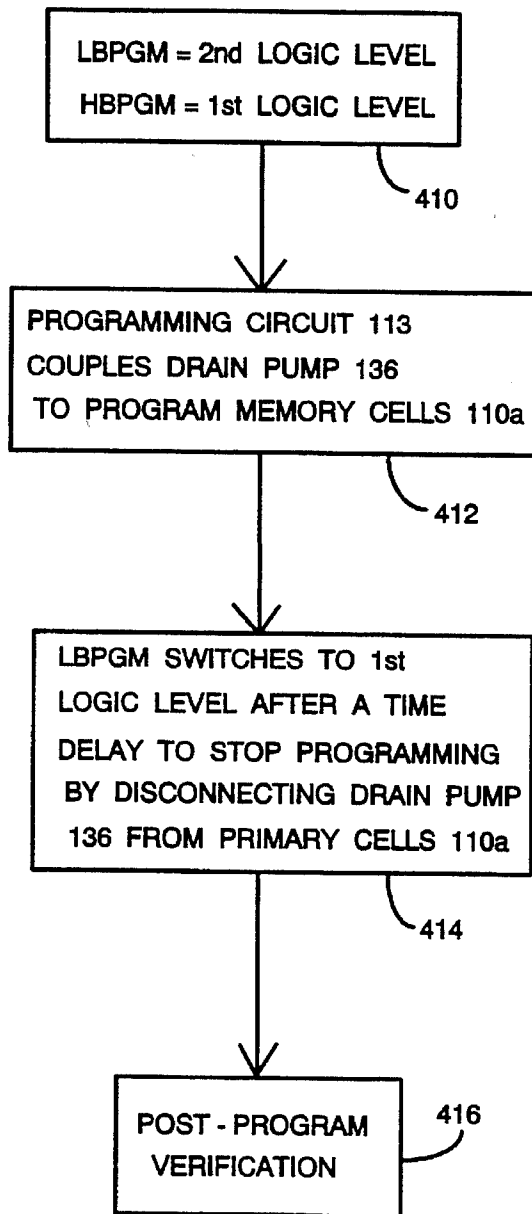 LBPGM = 2nd LOGIC LEVEL
HBPGM = 1st LOGIC LEVEL
410
PROGRAMMING CIRCUIT 113
COUPLES DRAIN PUMP 136
TO PROGRAM MEMORY CELLS 110a
412
LBPGM SWITCHES TO 1st
LOGIC LEVEL AFTER A TIME
DELAY TO STOP PROGRAMMING
BY DISCONNECTING DRAIN PUMP
136 FROM PRIMARY CELLS 110a
414
POST - PROGRAM
VERIFICATION
416